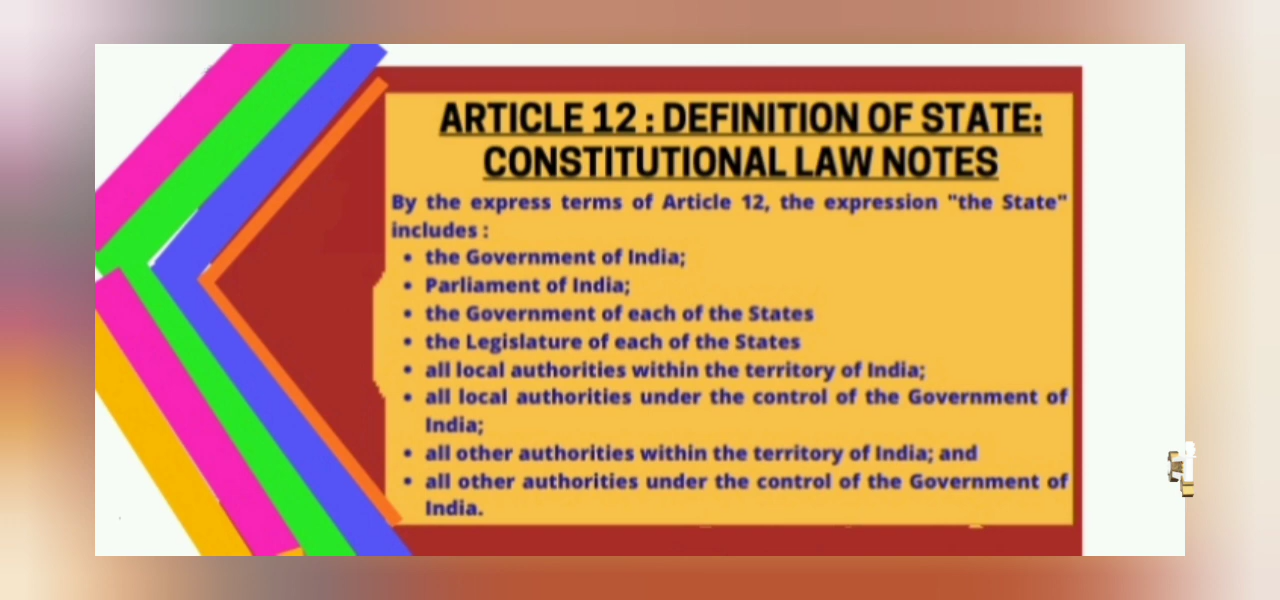 ARTICLE 12 : DEFINITION OF STATE:
CONSTITUTIONAL LAW NOTES
By the express terms of Article 12, the expression "the State"
includes :
• the Government of India;
• Parliament of India;
• the Government of each of the States
• the Legislature of each of the States
• all local authorities within the territory of India;
• all local authorities under the control of the Government of
India;
• all other authorities within the territory of India; and
• all other authorities under the control of the Government of
India.